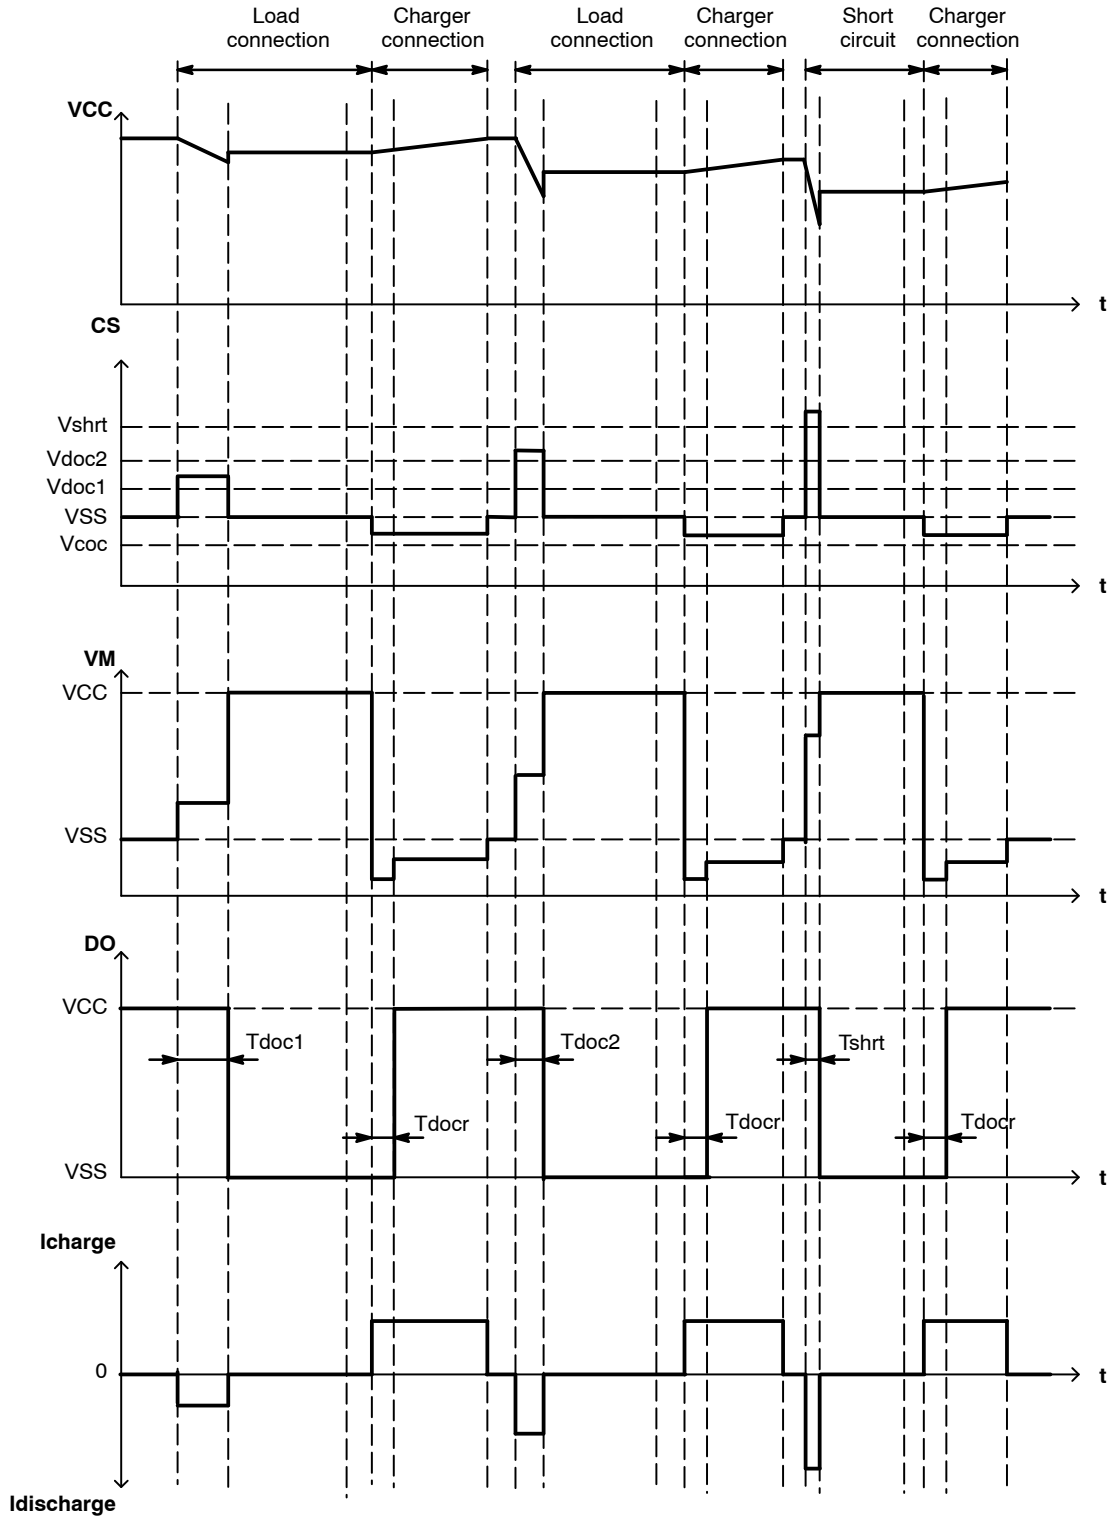 Load
connection
Charger
connection
Load
connection
Charger
connection
Short
circuit
Charger
connection
VCC
t
CS
Vshrt
Vdoc2
Vdoc1
VSS
Vcoc
t
VM
VCC
VSS
t
DO
VCC
Tdoc1
Tdoc2
Tshrt
Tdocr
Tdocr
Tdocr
VSS
t
Icharge
0
t
Idischarge